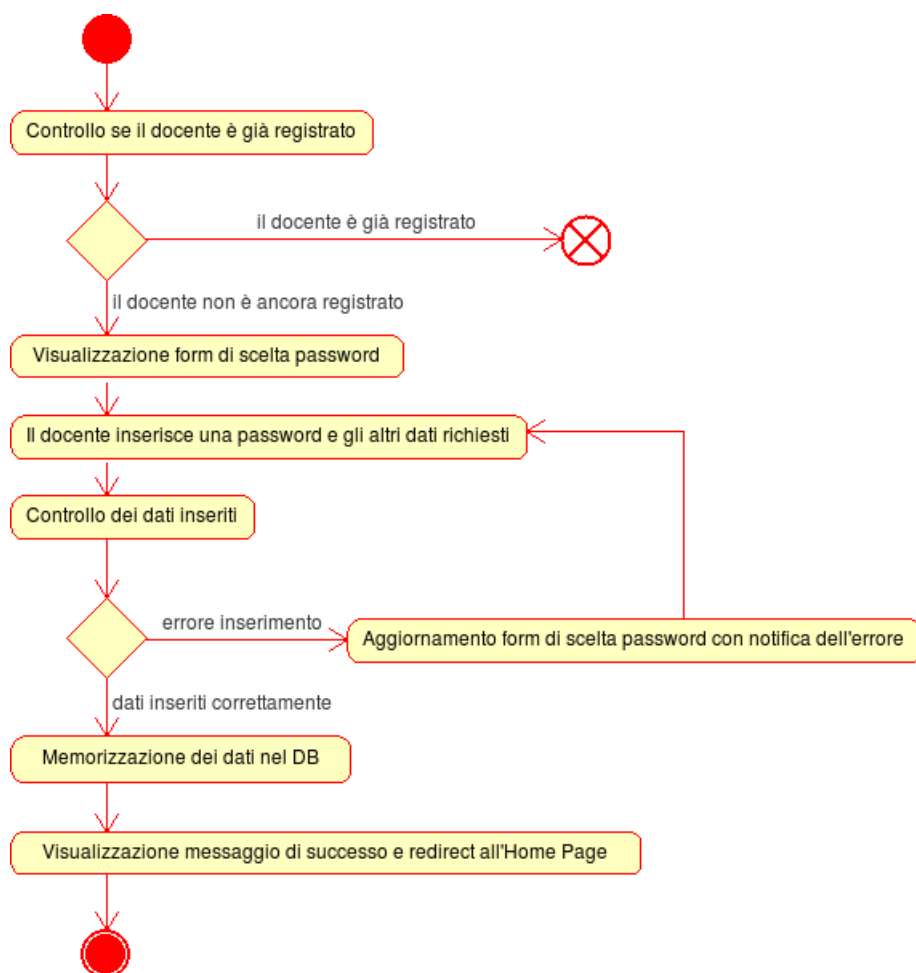 Controllo se il docente è già registrato
il docente è già registrato
il docente non è ancora registrato
Visualizzazione form di scelta password
Il docente inserisce una password e gli altri dati richiesti
Controllo dei dati inseriti
errore inserimento
Aggiornamento form di scelta password con notifica dell'errore
dati inseriti correttamente
Memorizzazione dei dati nel DB
Visualizzazione messaggio di successo e redirect all'Home Page